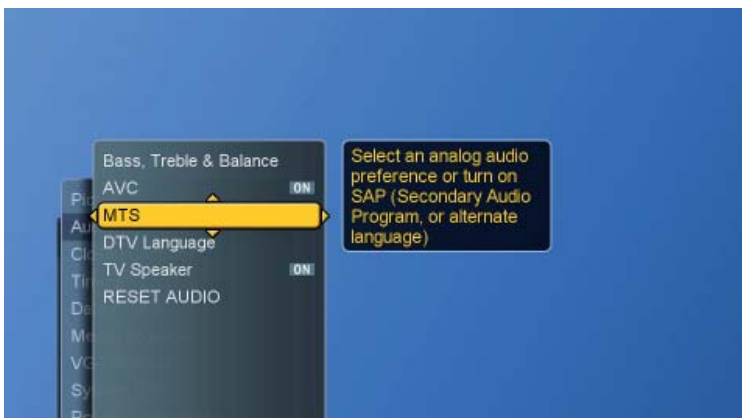 Bass, Treble & Balance
AVC ON
MTS
DTV Language
TV Speaker ON
RESET AUDIO
Select an analog audio
preference or turn on
SAP (Secondary Audio
Program, or alternate
language)